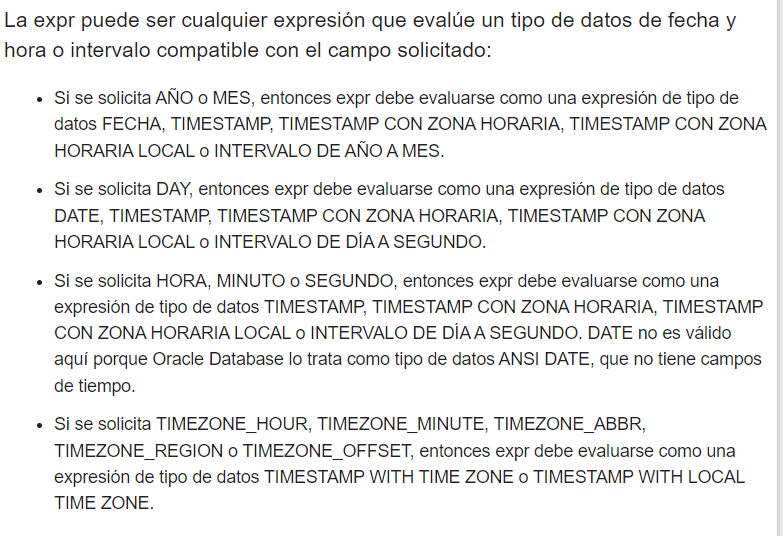 La expr puede ser cualquier expresión que evalúe un tipo de datos de fecha y
hora o intervalo compatible con el campo solicitado:
• Si se solicita AÑO o MES, entonces expr debe evaluarse como una expresión de tipo de
datos FECHA, TIMESTAMP, TIMESTAMP CON ZONA HORARIA, TIMESTAMP CON ZONA
HORARIA LOCAL o INTERVALO DE AÑO A MES.
• Si se solicita DAY, entonces expr debe evaluarse como una expresión de tipo de datos
DATE, TIMESTAMP, TIMESTAMP CON ZONA HORARIA, TIMESTAMP CON ZONA
HORARIA LOCAL o INTERVALO DE DÍA A SEGUNDO.
• Si se solicita HORA, MINUTO o SEGUNDO, entonces expr debe evaluarse como una
expresión de tipo de datos TIMESTAMP, TIMESTAMP CON ZONA HORARIA, TIMESTAMP
CON ZONA HORARIA LOCAL o INTERVALO DE DÍA A SEGUNDO. DATE no es válido
aquí porque Oracle Database lo trata como tipo de datos ANSI DATE, que no tiene campos
de tiempo.
• Si se solicita TIMEZONE_HOUR, TIMEZONE_MINUTE, TIMEZONE_ABBR,
TIMEZONE_REGION o TIMEZONE_OFFSET, entonces expr debe evaluarse como una
expresión de tipo de datos TIMESTAMP WITH TIME ZONE o TIMESTAMP WITH LOCAL
TIME ZONE.